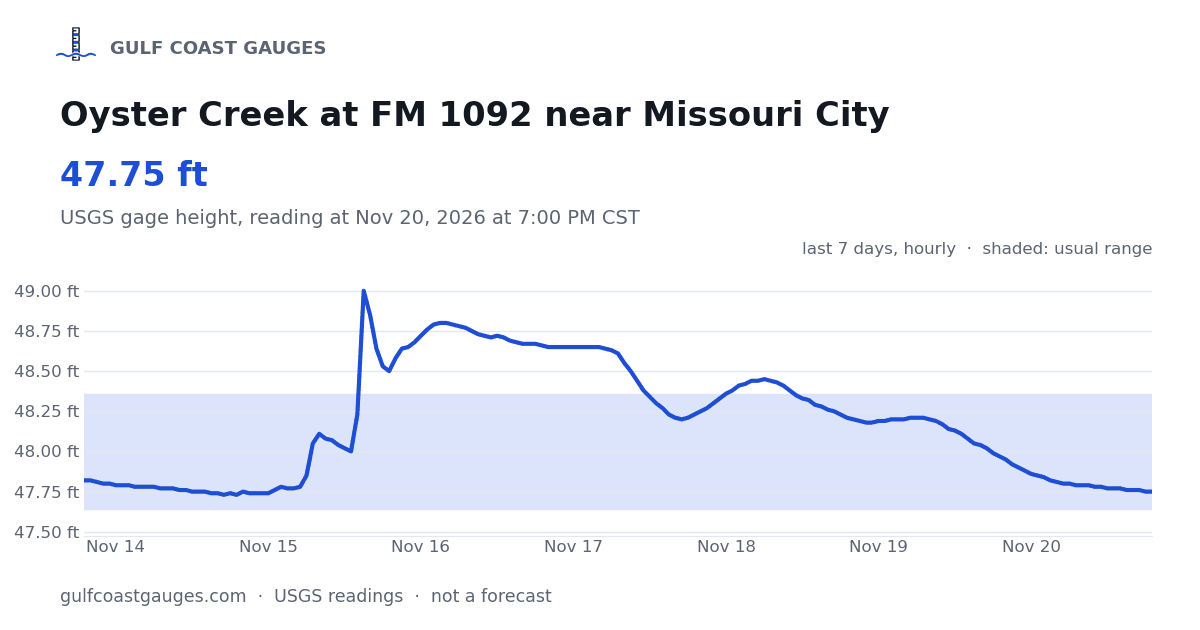 GULF COAST GAUGES
Oyster Creek at FM 1092 near Missouri City
47.75 ft
USGS gage height, reading at Nov 20, 2026 at 7:00 PM CST
last 7 days, hourly · shaded: usual range
49.00 ft
48.75 ft
48.50 ft
48.25 ft
48.00 ft
47.75 ft
47.50 ft
Nov 14 Nov 15 Nov 16 Nov 17 Nov 18 Nov 19 Nov 20
gulfcoastgauges.com · USGS readings · not a forecast